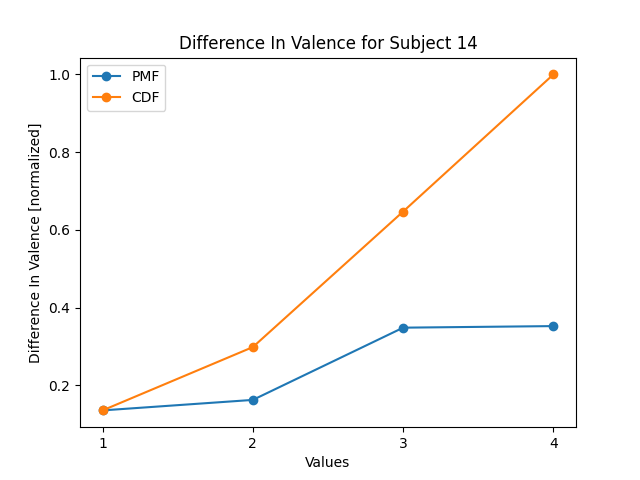 Difference In Valence for Subject 14
PMF
CDF
Difference In Valence [normalized]
1.0
0.8
0.6
0.4
0.2
1 2 3 4
Values